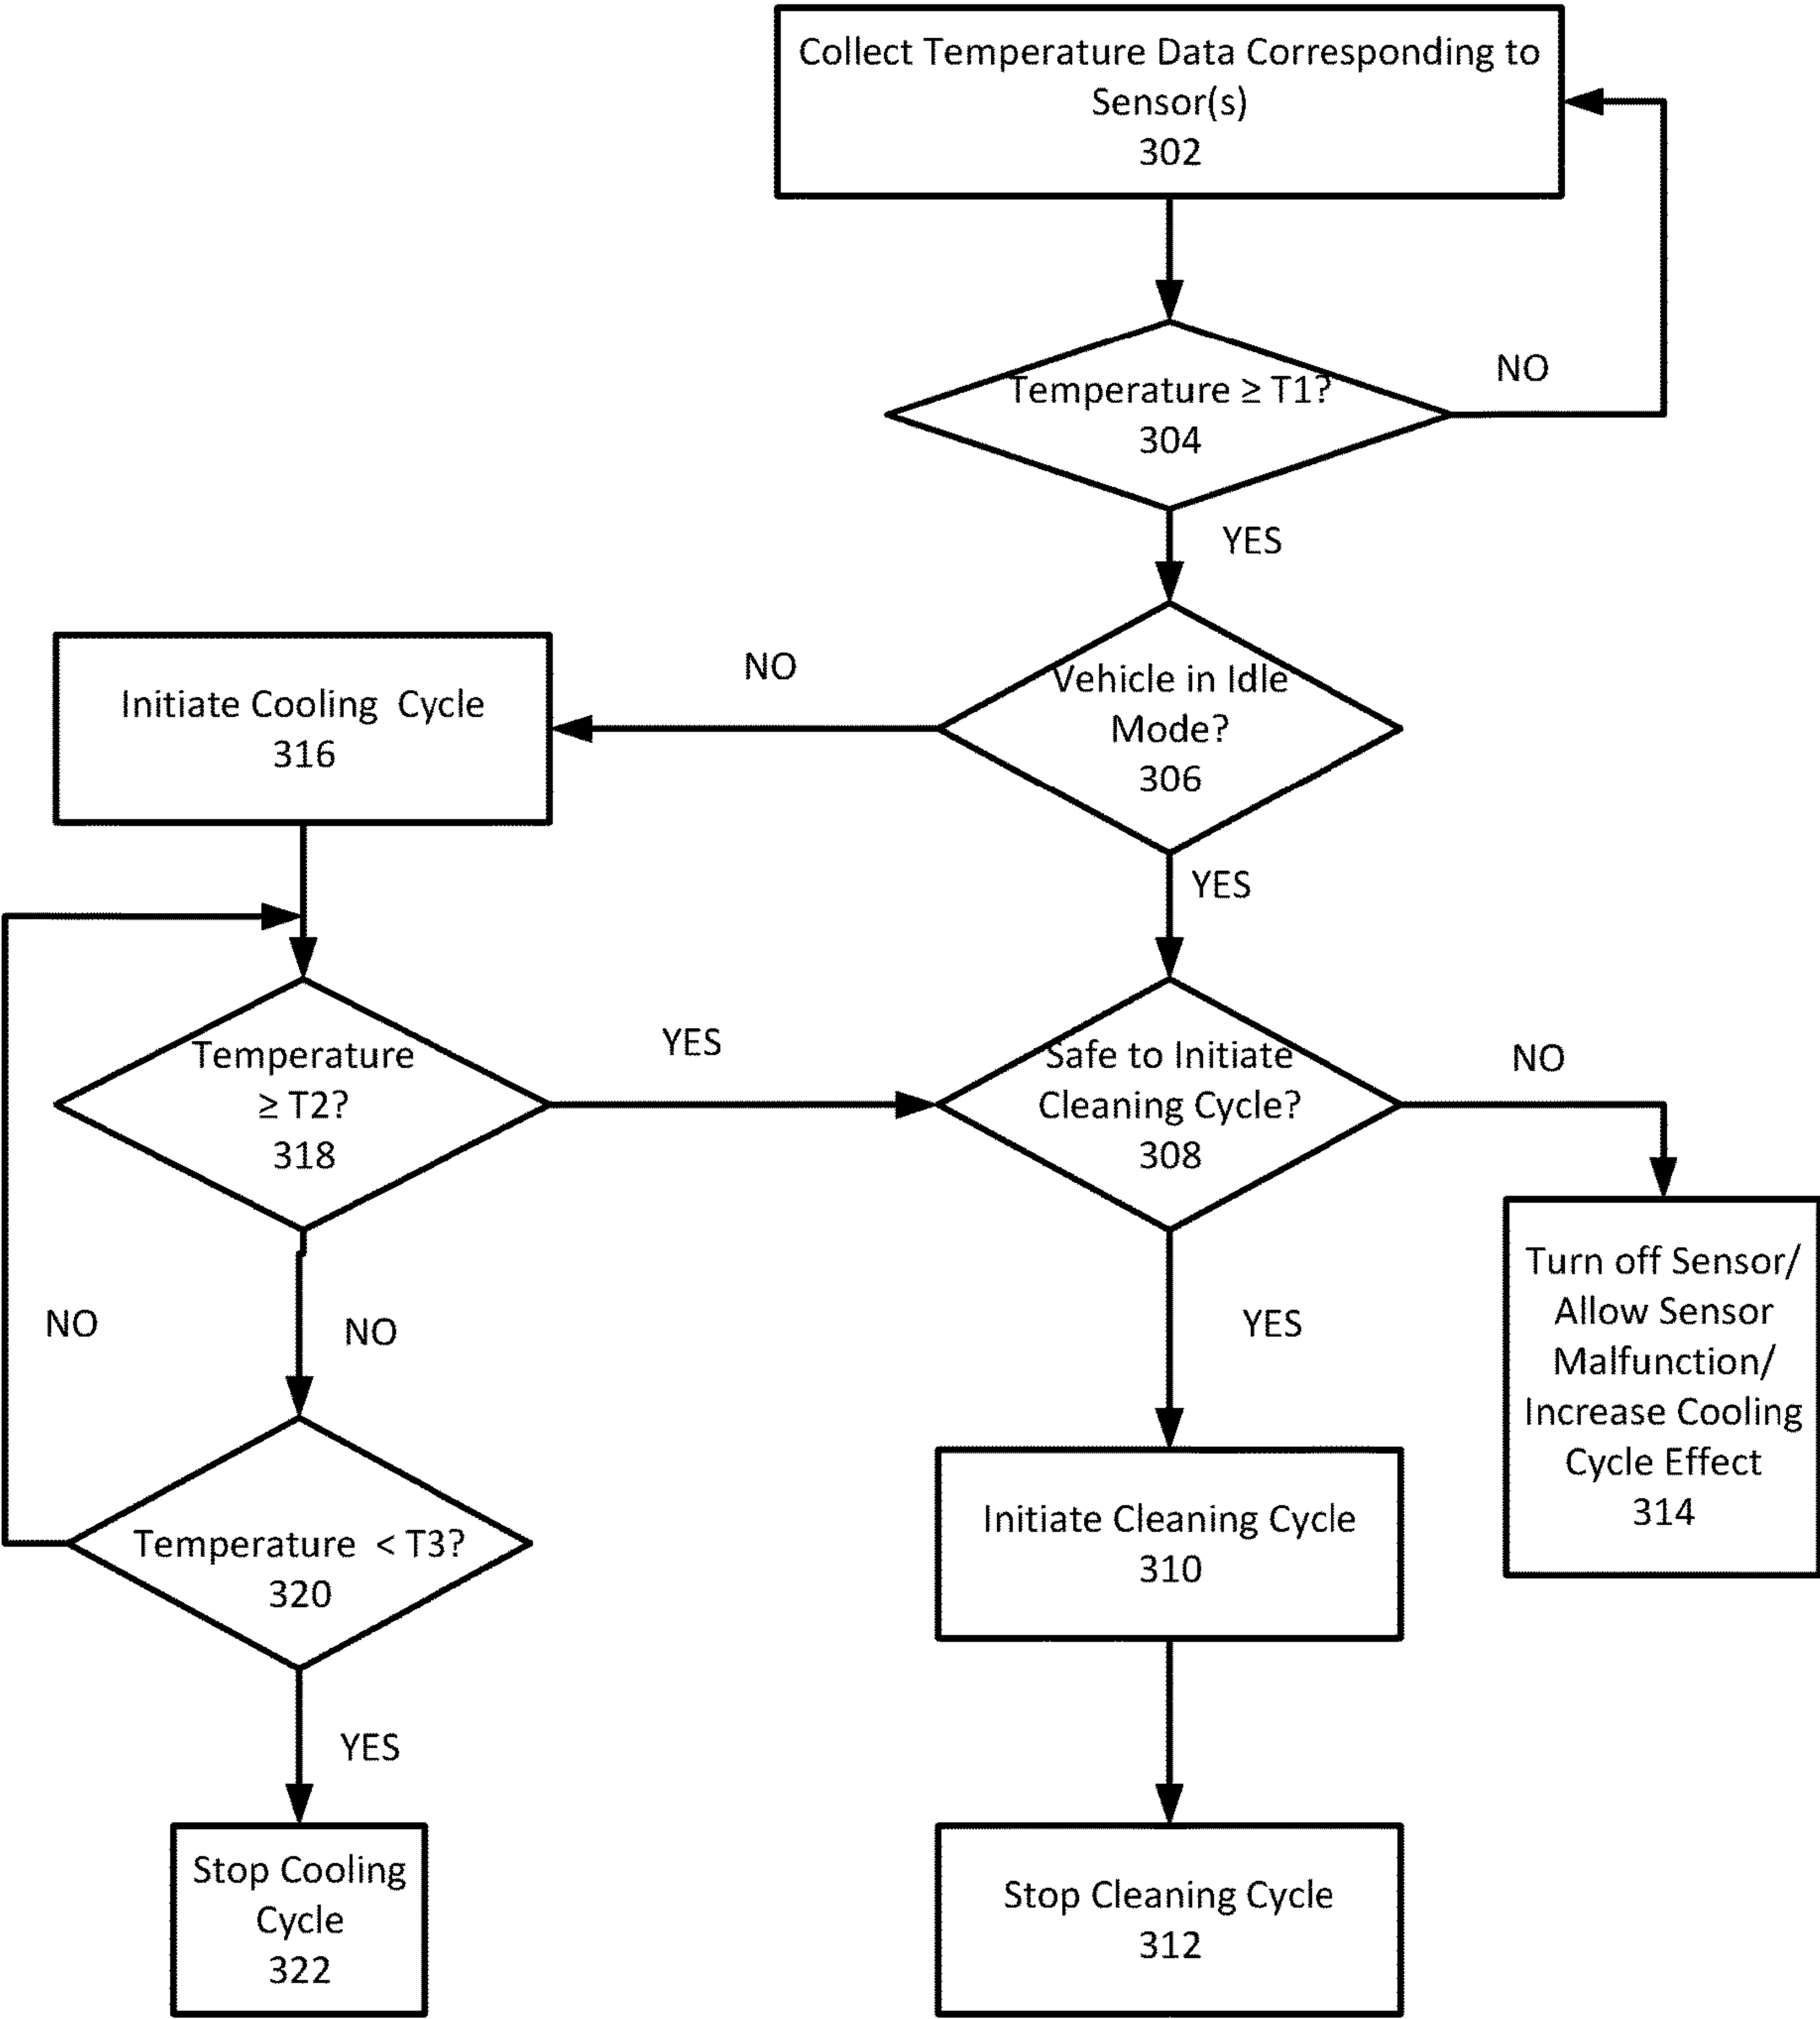 Collect Temperature Data Corresponding to
Sensor(s)
302
Temperature ≥ T1?
304
NO
YES
Vehicle in Idle
Mode?
306
NO
Initiate Cooling Cycle
316
YES
Temperature
≥ T2?
318
YES
Safe to Initiate
Cleaning Cycle?
308
NO
Turn off Sensor/
Allow Sensor
Malfunction/
Increase Cooling
Cycle Effect
314
NO
NO
YES
Temperature < T3?
320
Initiate Cleaning Cycle
310
YES
Stop Cooling
Cycle
322
Stop Cleaning Cycle
312